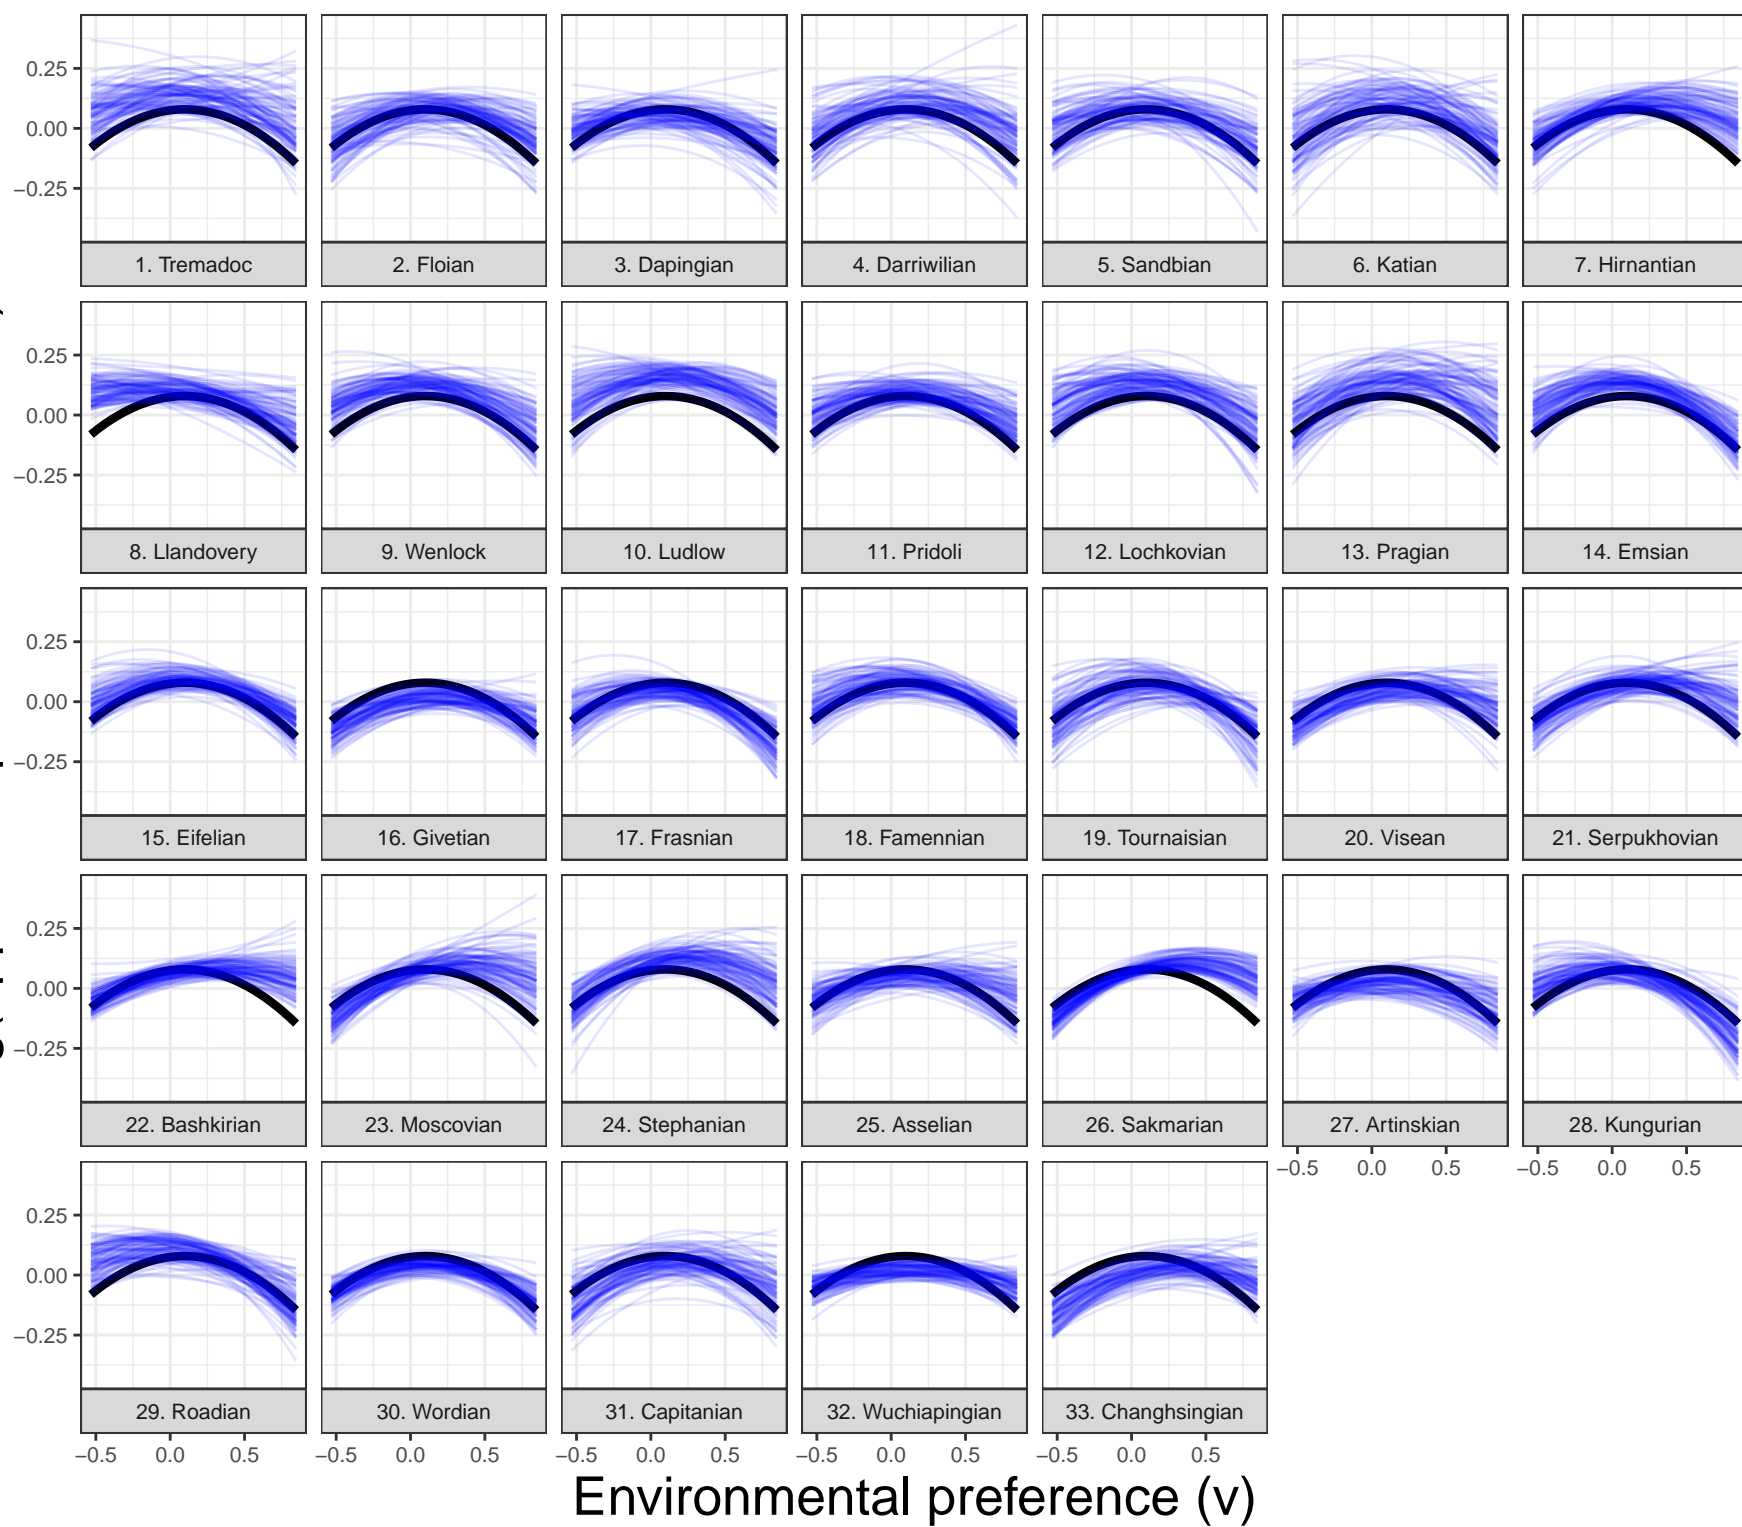 0.25
0.00
−0.25
1. Tremadoc
2. Floian
3. Dapingian
4. Darriwilian
5. Sandbian
6. Katian
7. Hirnantian
0.25
0.00
−0.25
8. Llandovery
9. Wenlock
10. Ludlow
11. Pridoli
12. Lochkovian
13. Pragian
14. Emsian
0.25
0.00
−0.25
15. Eifelian
16. Givetian
17. Frasnian
18. Famennian
19. Tournaisian
20. Visean
21. Serpukhovian
0.25
0.00
−0.25
22. Bashkirian
23. Moscovian
24. Stephanian
25. Asselian
26. Sakmarian
27. Artinskian
28. Kungurian
−0.5 0.0 0.5 −0.5 0.0 0.5
0.25
0.00
−0.25
29. Roadian
30. Wordian
31. Capitanian
32. Wuchiapingian
33. Changhsingian
−0.5 0.0 0.5 −0.5 0.0 0.5 −0.5 0.0 0.5 −0.5 0.0 0.5 −0.5 0.0 0.5
Environmental preference (v)